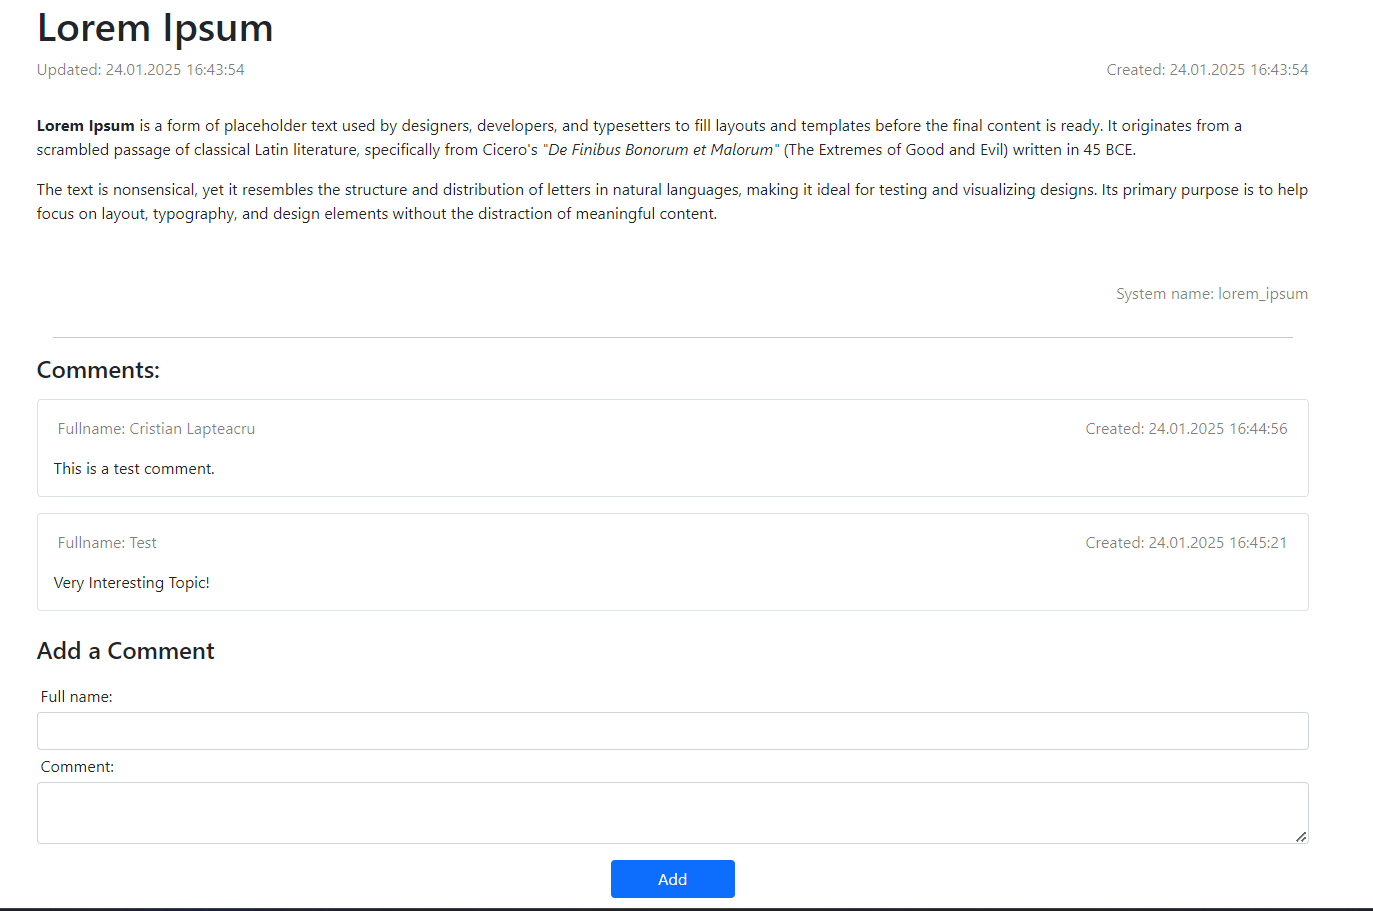 Lorem Ipsum
Updated: 24.01.2025 16:43:54
Created: 24.01.2025 16:43:54
Lorem Ipsum is a form of placeholder text used by designers, developers, and typesetters to fill layouts and templates before the final content is ready. It originates from a
scrambled passage of classical Latin literature, specifically from Cicero's "De Finibus Bonorum et Malorum" (The Extremes of Good and Evil) written in 45 BCE.
The text is nonsensical, yet it resembles the structure and distribution of letters in natural languages, making it ideal for testing and visualizing designs. Its primary purpose is to help
focus on layout, typography, and design elements without the distraction of meaningful content.
System name: lorem_ipsum
Comments:
Fullname: Cristian Lapteacru
Created: 24.01.2025 16:44:56
This is a test comment.
Fullname: Test
Created: 24.01.2025 16:45:21
Very Interesting Topic!
Add a Comment
Full name:
Comment:
Add